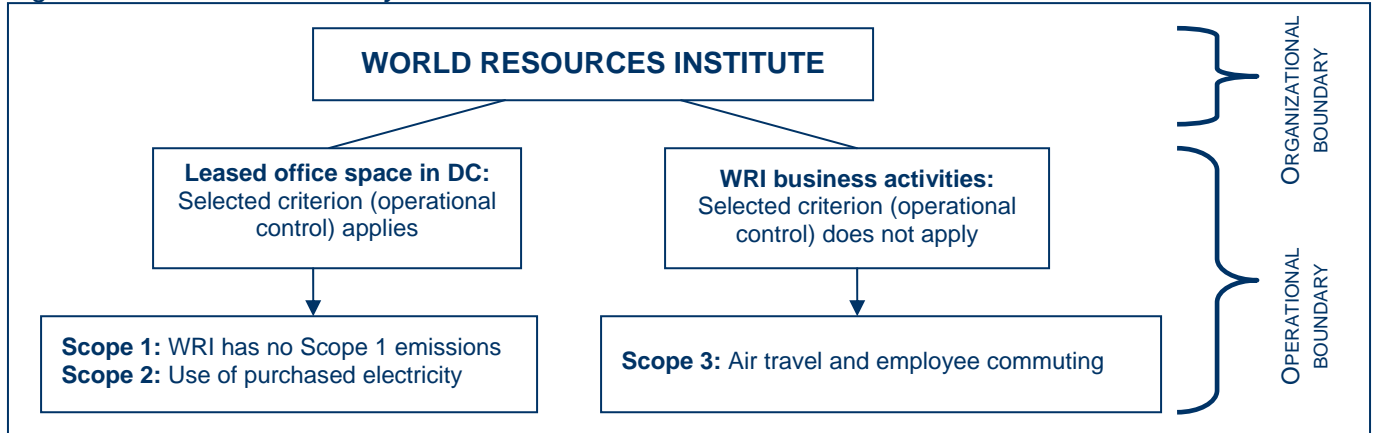 WORLD RESOURCES INSTITUTE
ORGANIZATIONAL
BOUNDARY
Leased office space in DC:
Selected criterion (operational
control) applies
WRI business activities:
Selected criterion (operational
control) does not apply
Scope 1: WRI has no Scope 1 emissions
Scope 2: Use of purchased electricity
Scope 3: Air travel and employee commuting
OPERATIONAL
BOUNDARY